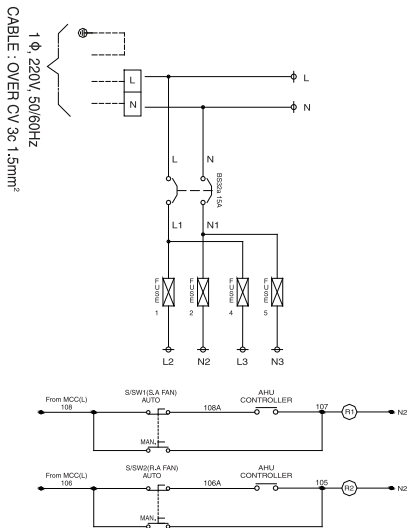 1 Φ, 220V, 50/60Hz
CABLE : OVER CV 3c 1.5mm²
L
N
L
N
L
N
BS32a 15A
L1
N1
FUSE
1
FUSE
2
FUSE
4
FUSE
5
L2
N2
L3
N3
From MCC(L)
108
S/SW1(S.A FAN)
AUTO
108A
AHU
CONTROLLER
107
R1
N2
MAN.
From MCC(L)
106
S/SW2(R.A FAN)
AUTO
106A
AHU
CONTROLLER
105
R2
N2
MAN.